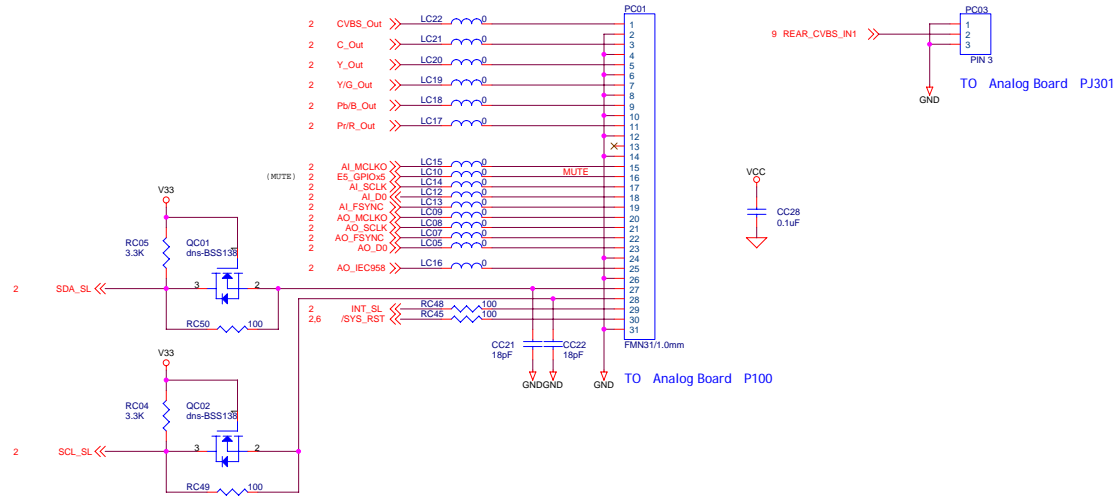 PC01
2 CVBS_Out LC22 0 1
2
2 C_Out LC21 0 3
4
2 Y_Out LC20 0 5
6
2 Y/G_Out LC19 0 7
8
2 Pb/B_Out LC18 0 9
10
2 Pr/R_Out LC17 0 11
12
13
14
2 AI_MCLKO LC15 0 15
(MUTE) 2 E5_GPIOx5 LC10 0 MUTE 16
2 AI_SCLK LC14 0 17
2 AI_D0 LC12 0 18
2 AI_FSYNC LC13 0 19
2 AO_MCLKO LC09 0 20
2 AO_SCLK LC08 0 21
2 AO_FSYNC LC07 0 22
2 AO_D0 LC05 0 23
24
2 AO_IEC958 LC16 0 25
26
27
28
2 INT_SL RC48 100 29
2,6 /SYS_RST RC45 100 30
31
FMN31/1.0mm
TO Analog Board P100
GND
CC21
18pF
GND
CC22
18pF
GND
V33
RC05
3.3K
QC01
dns-BSS138
1
3 2
2 SDA_SL
RC50 100
V33
RC04
3.3K
QC02
dns-BSS138
1
3 2
2 SCL_SL
RC49 100
PC03
1
9 REAR_CVBS_IN1 2
3
PIN 3
GND
TO Analog Board PJ301
VCC
CC28
0.1uF